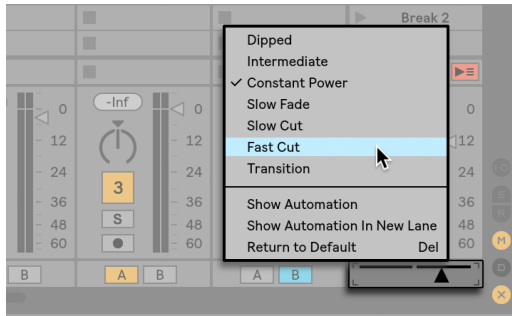 Break 2
Dipped
Intermediate
✓ Constant Power
Slow Fade
Slow Cut
Fast Cut
Transition
Show Automation
Show Automation In New Lane
Return to Default Del
-Inf
0 0 0
12 12 12
24 24 24
36 36 36
48 48 48
60 60 60
3
S
B A B A B
M
D
X